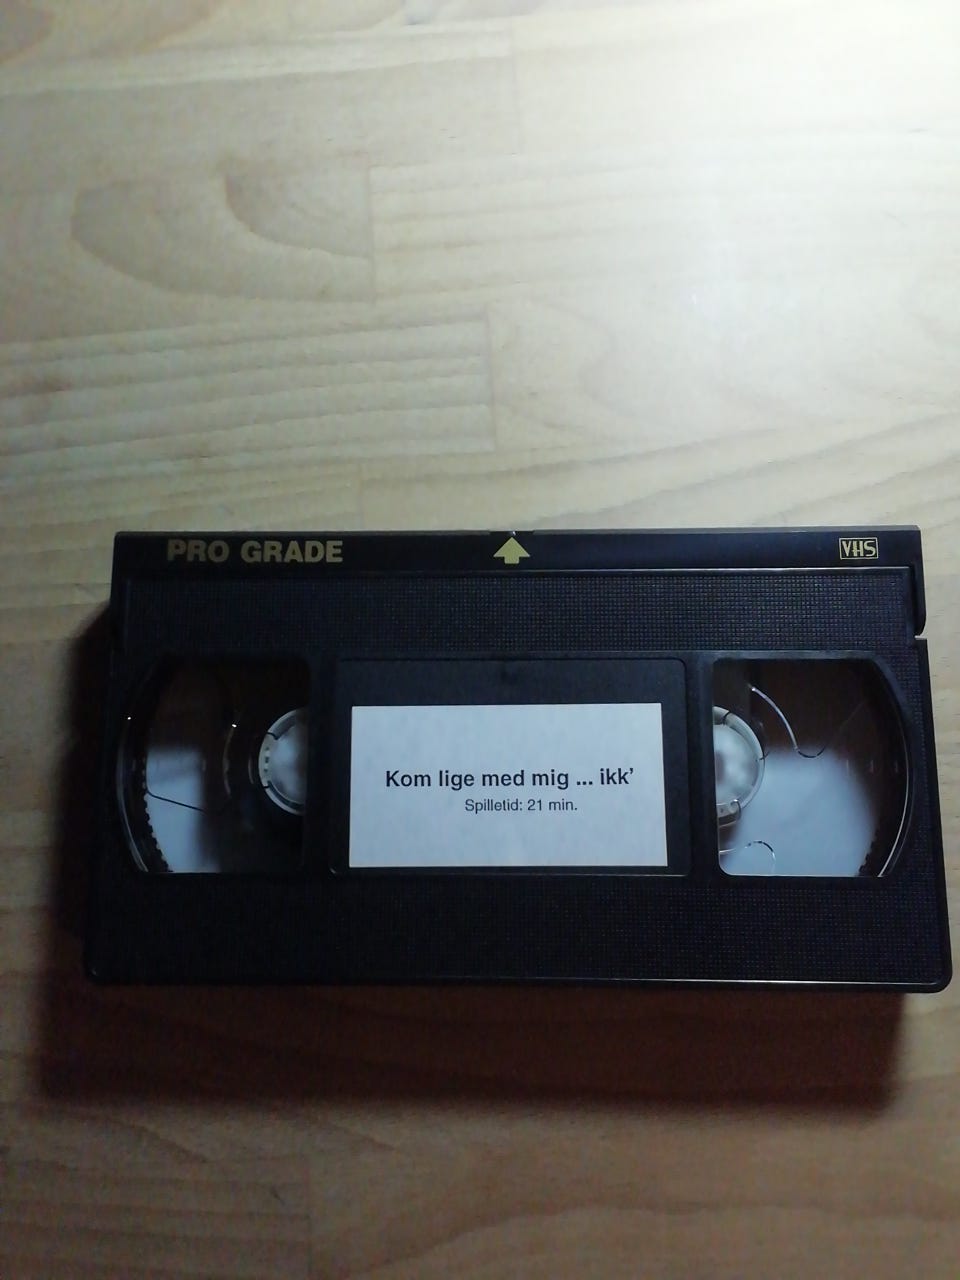 PRO GRADE
VHS
Kom lige med mig ... ikk’
Spilletid: 21 min.